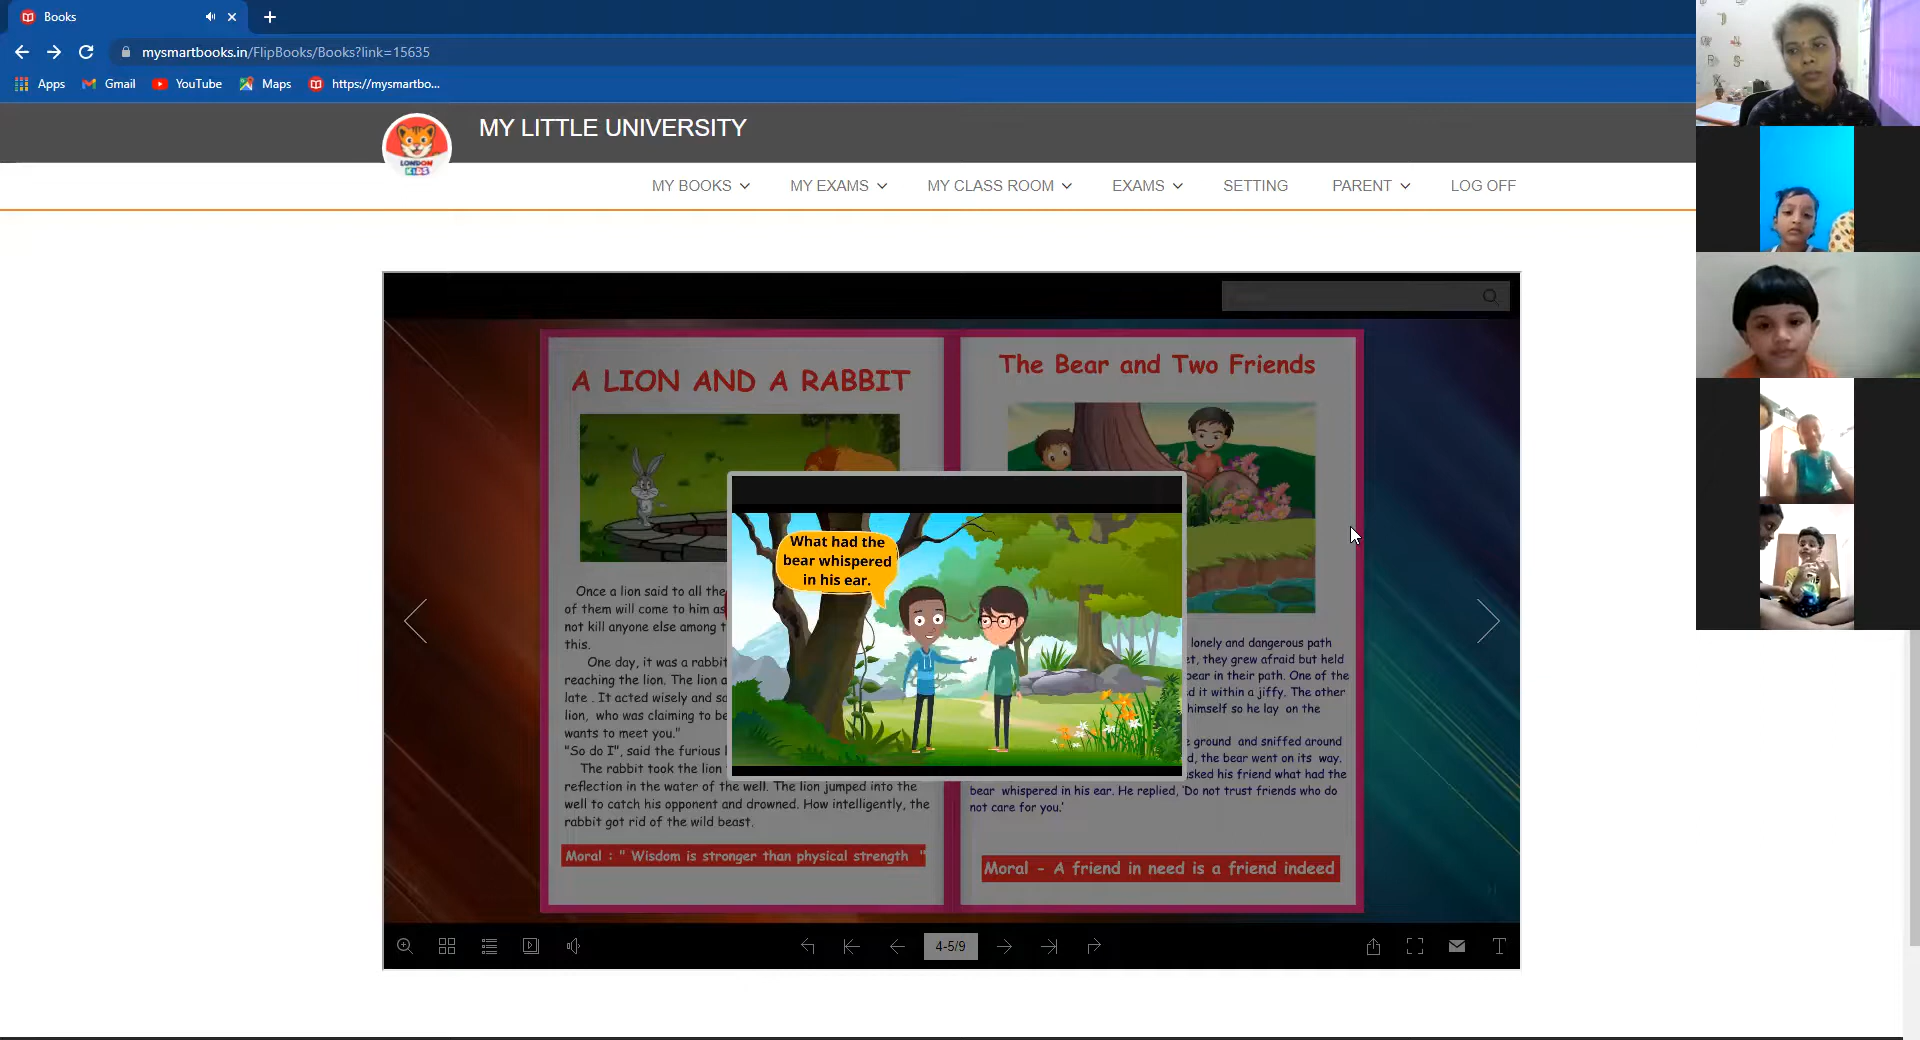 Books
mysmartbooks.in/FlipBooks/Books?link=15635
Apps
Gmail
YouTube
Maps
https://mysmartbo...
LONDON
KIDS
MY LITTLE UNIVERSITY
MY BOOKS
MY EXAMS
MY CLASS ROOM
EXAMS
SETTING
PARENT
LOG OFF
A LION AND A RABBIT
Once a lion said to all the
of them will come to him as
not kill anyone else among
this.
One day, it was a rabbit
reaching the lion. The lion
late . It acted wisely and
lion, who was claiming to be
wants to meet you."
"So do I", said the furious
The rabbit took the lion
reflection in the water of the well. The lion jumped into the
well to catch his opponent and drowned. How intelligently, the
rabbit got rid of the wild beast.
Moral : " Wisdom is stronger than physical strength "
The Bear and Two Friends
lonely and dangerous path
they grew afraid but held
bear in their path. One of the
it within a jiffy. The other
himself so he lay on the
ground and sniffed around
the bear went on its way.
asked his friend what had the
bear whispered in his ear. He replied, 'Do not trust friends who do
not care for you.'
Moral - A friend in need is a friend indeed
What had the
bear whispered
in his ear.
4-5/9